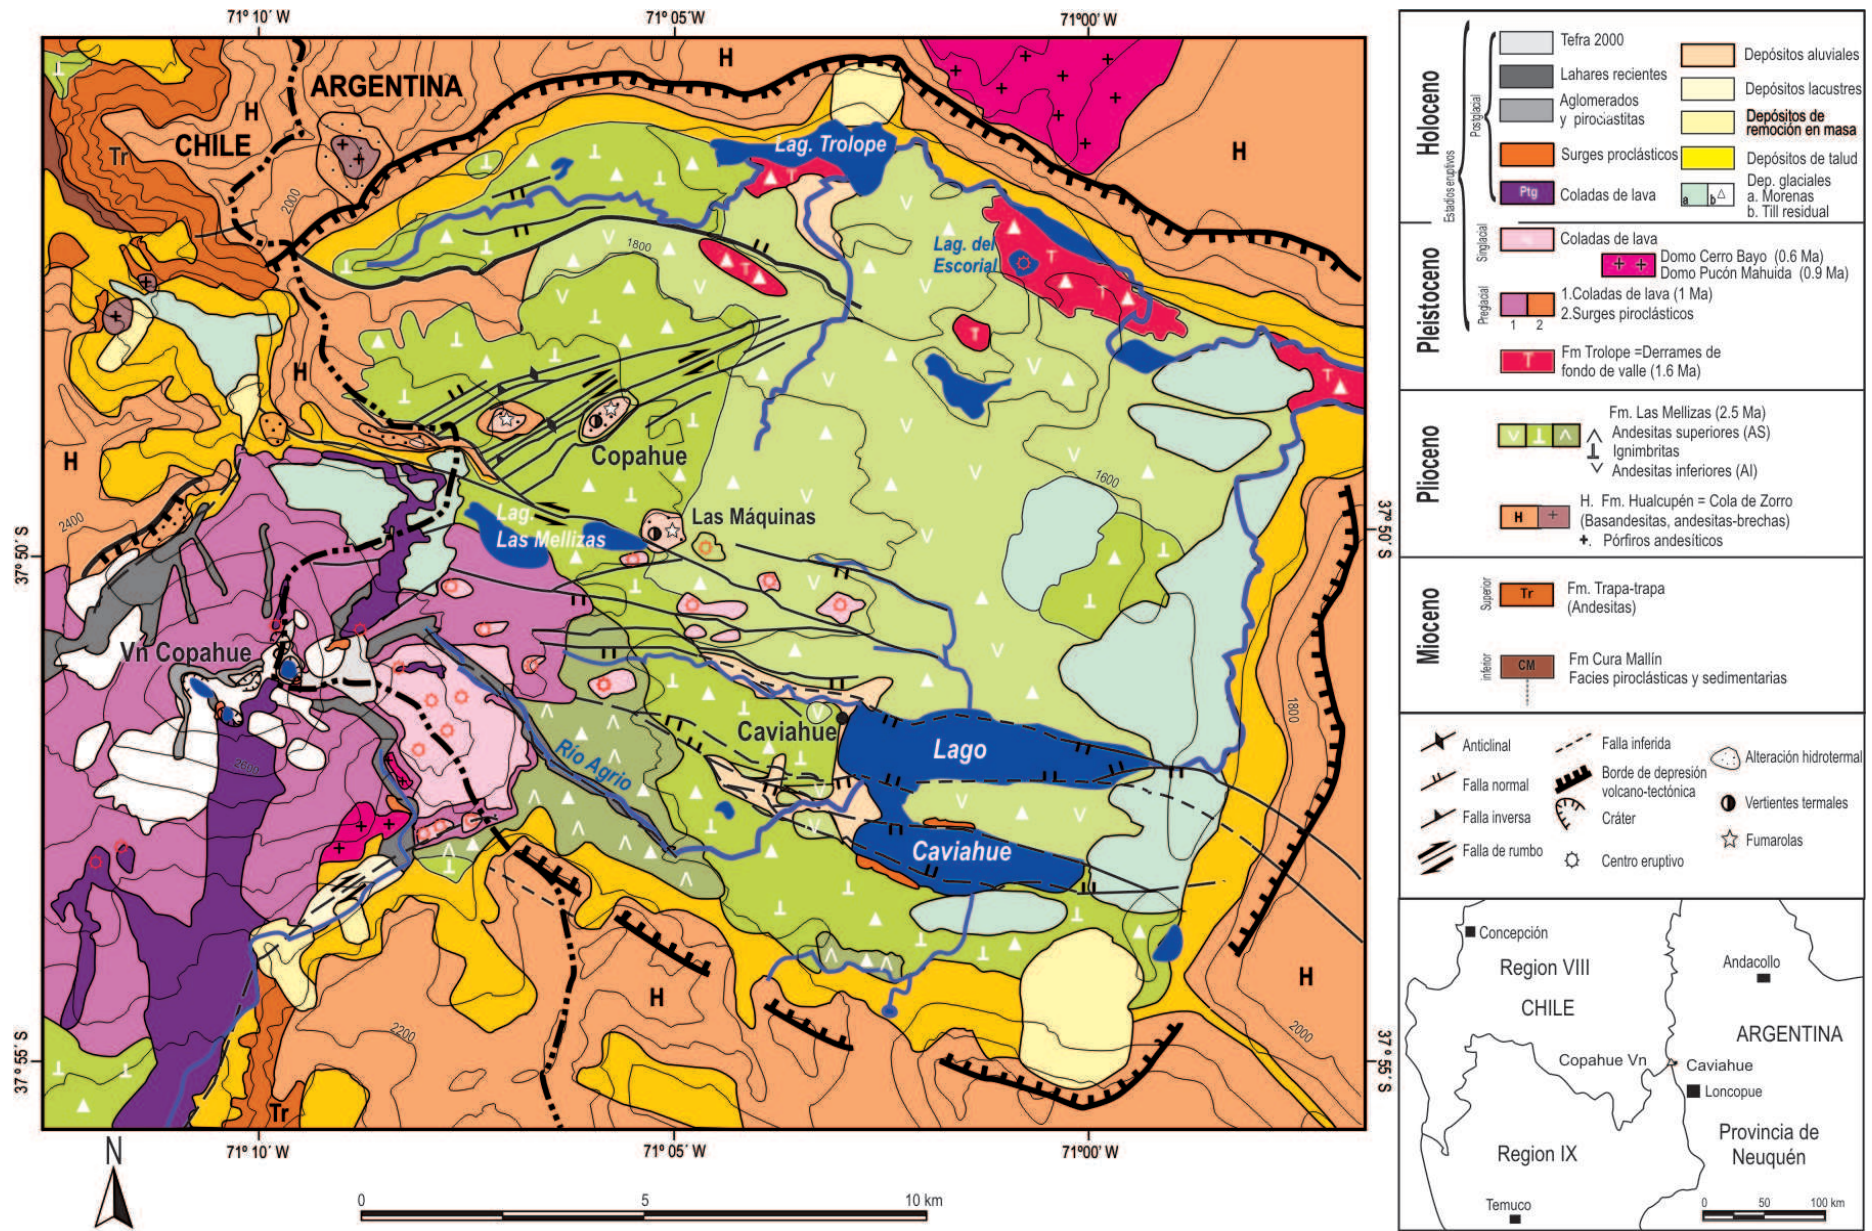 71º 10´ W
71º 05´ W
71º00´ W
ARGENTINA
CHILE
H
H
H
Tr
2000
Lag. Trolope
T
1800
Lag. del
Escorial
T
T
T
T
T
T
H
H
2400
Copahue
1600
Lag.
Las Mellizas
Las Máquinas
37º 50´ S
37º 50´ S
Vn Copahue
Río Agrio
Caviahue
Lago
Caviahue
1800
H
H
2200
2000
Tr
37º 55´ S
37º 55´ S
71º 10´ W
71º 05´ W
71º00´ W
N
0
5
10 km
Holoceno
Estadios eruptivos
Postglacial
Tefra 2000
Lahares recientes
Aglomerados
y piroclastitas
Surges proclásticos
Ptg
Coladas de lava
Depósitos aluviales
Depósitos lacustres
Depósitos de
remoción en masa
Depósitos de talud
a
b
Dep. glaciales
a. Morenas
b. Till residual
Pleistoceno
Singlacial
Coladas de lava
Domo Cerro Bayo (0.6 Ma)
Domo Pucón Mahuida (0.9 Ma)
Preglacial
1 2
1.Coladas de lava (1 Ma)
2.Surges piroclásticos
T
Fm Trolope =Derrames de
fondo de valle (1.6 Ma)
Plioceno
Fm. Las Mellizas (2.5 Ma)
Andesitas superiores (AS)
Ignimbritas
Andesitas inferiores (AI)
H
H. Fm. Hualcupén = Cola de Zorro
(Basandesitas, andesitas-brechas)
+. Pórfiros andesíticos
Mioceno
Superior
Tr
Fm. Trapa-trapa
(Andesitas)
inferior
CM
Fm Cura Mallín
Facies piroclásticas y sedimentarias
Anticlinal
Falla normal
Falla inversa
Falla de rumbo
Falla inferida
Borde de depresión
volcano-tectónica
Cráter
Centro eruptivo
Alteración hidrotermal
Vertientes termales
Fumarolas
Concepción
Region VIII
CHILE
Andacollo
ARGENTINA
Copahue Vn
Caviahue
Loncopue
Provincia de
Neuquén
Region IX
Temuco
0
50
100 km